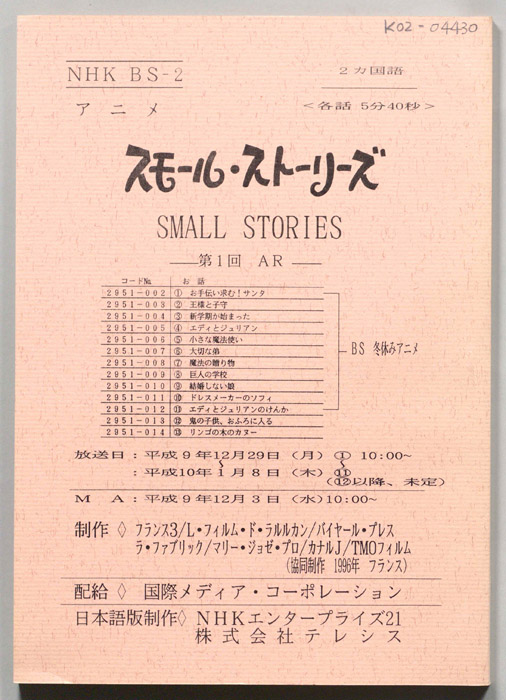 K02-04430
NHK BS-2
2カ国語
アニメ
<各話 5分40秒>
スモール・ストーリーズ
SMALL STORIES
第1回 AR
コード№ お話
2951-002 ① お手伝い求む!サンタ
2951-003 ② 王様と子守
2951-004 ③ 新学期が始まった
2951-005 ④ エディとジュリアン
2951-006 ⑤ 小さな魔法使い
2951-007 ⑥ 大切な弟
2951-008 ⑦ 魔法の贈り物
2951-009 ⑧ 巨人の学校
2951-010 ⑨ 結婚しない娘
2951-011 ⑩ ドレスメーカーのソフィ
2951-012 ⑪ エディとジュリアンのけんか
2951-013 ⑫ 鬼の子供、おふろに入る
2951-014 ⑬ リンゴの木のカヌー
BS 冬休みアニメ
放送日:平成9年12月29日(月) ① 10:00~
~ ~
:平成10年1月8日(木) ⑪
(⑫以降、未定)
MA:平成9年12月3日(水)10:00~
制作◇ フランス3/L・フィルム・ド・ラルルカン/バイヤール・プレス
ラ・ファブリック/マリー・ジョゼ・プロ/カナルJ/TMOフィルム
(協同制作 1996年 フランス)
配給◇ 国際メディア・コーポレーション
日本語版制作◇ NHKエンタープライズ21
株式会社テレシス